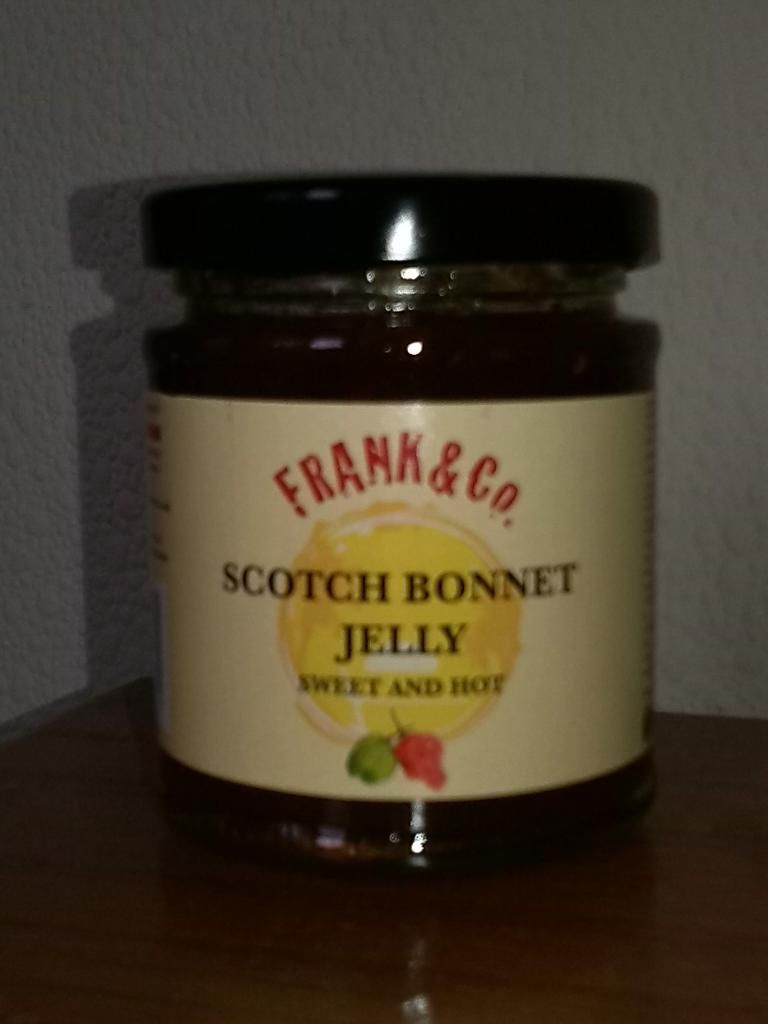 FRANK & Co.
SCOTCH BONNET
JELLY
SWEET AND HOT